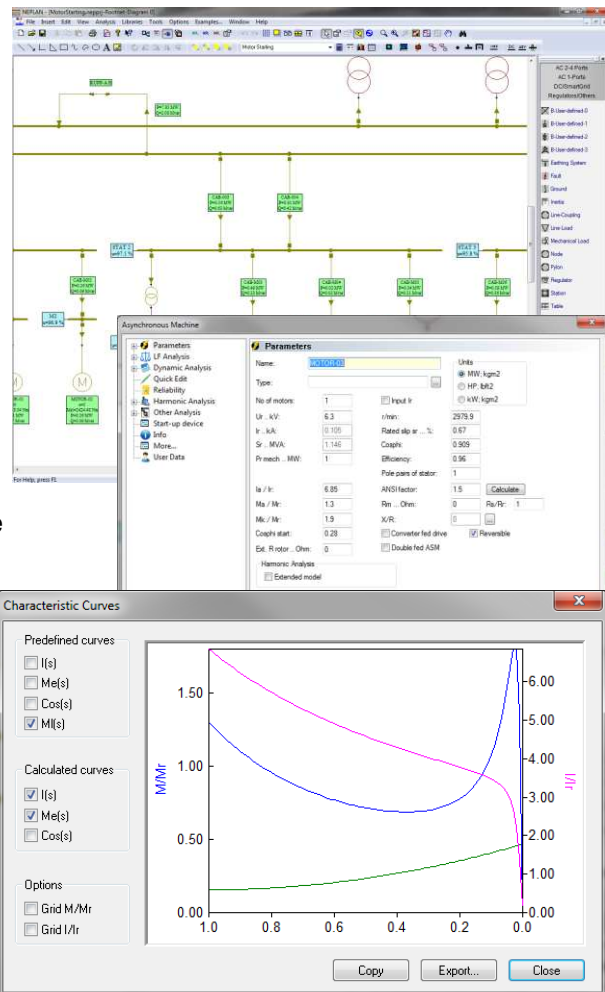 NEPLAN - [MotorStarting.nepprj-Rootnet-Diagram 0]
File Insert Edit View Analysis Libraries Tools Options Examples... Window Help
Motor Starting
AC 2-4 Ports
AC 1-Ports
DC/SmartGrid
Regulators/Others
B-User-defined-0
B-User-defined-1
B-User-defined-2
B-User-defined-3
Earthing System
Fault
Ground
Inertia
Line-Coupling
Line Load
Mechanical Load
Node
Pylon
Regulator
Station
Table
STAT 2
u=97.1 %
STAT 3
For Help, press F1
e
Asynchronous Machine
Parameters
LF Analysis
Dynamic Analysis
Quick Edit
Reliability
Harmonic Analysis
Other Analysis
Start-up device
Info
More...
User Data
Parameters
Name: MOTOR-03
Units
MW; kgm2
HP; lbft2
kW; kgm2
Type: ...
No of motors: 1
Input Ir
Ur .. kV: 6.3
r/min: 2979.9
Ir .. kA: 0.105
Rated slip sr ... %: 0.67
Sr .. MVA: 1.146
Cosphi: 0.909
Pr mech .. MW: 1
Efficiency: 0.96
Pole pairs of stator: 1
Ia / Ir: 6.85
ANSI factor: 1.5 Calculate
Ma / Mr: 1.3
Rm .. Ohm: 0 Ra/Rr: 1
Mk / Mr: 1.9
X/R: 0 ...
Cosphi start: 0.28
Converter fed drive Reversible
Ext. R rotor .. Ohm: 0
Double fed ASM
Harmonic Analysis
Extended model
Characteristic Curves
Predefined curves
I(s)
Me(s)
Cos(s)
Ml(s)
Calculated curves
I(s)
Me(s)
Cos(s)
Options
Grid M/Mr
Grid I/Ir
M/Mr
1.50
1.00
0.50
0.00
I/Ir
6.00
5.00
4.00
3.00
2.00
1.00
0.00
1.0 0.8 0.6 0.4 0.2 0.0
Copy Export... Close